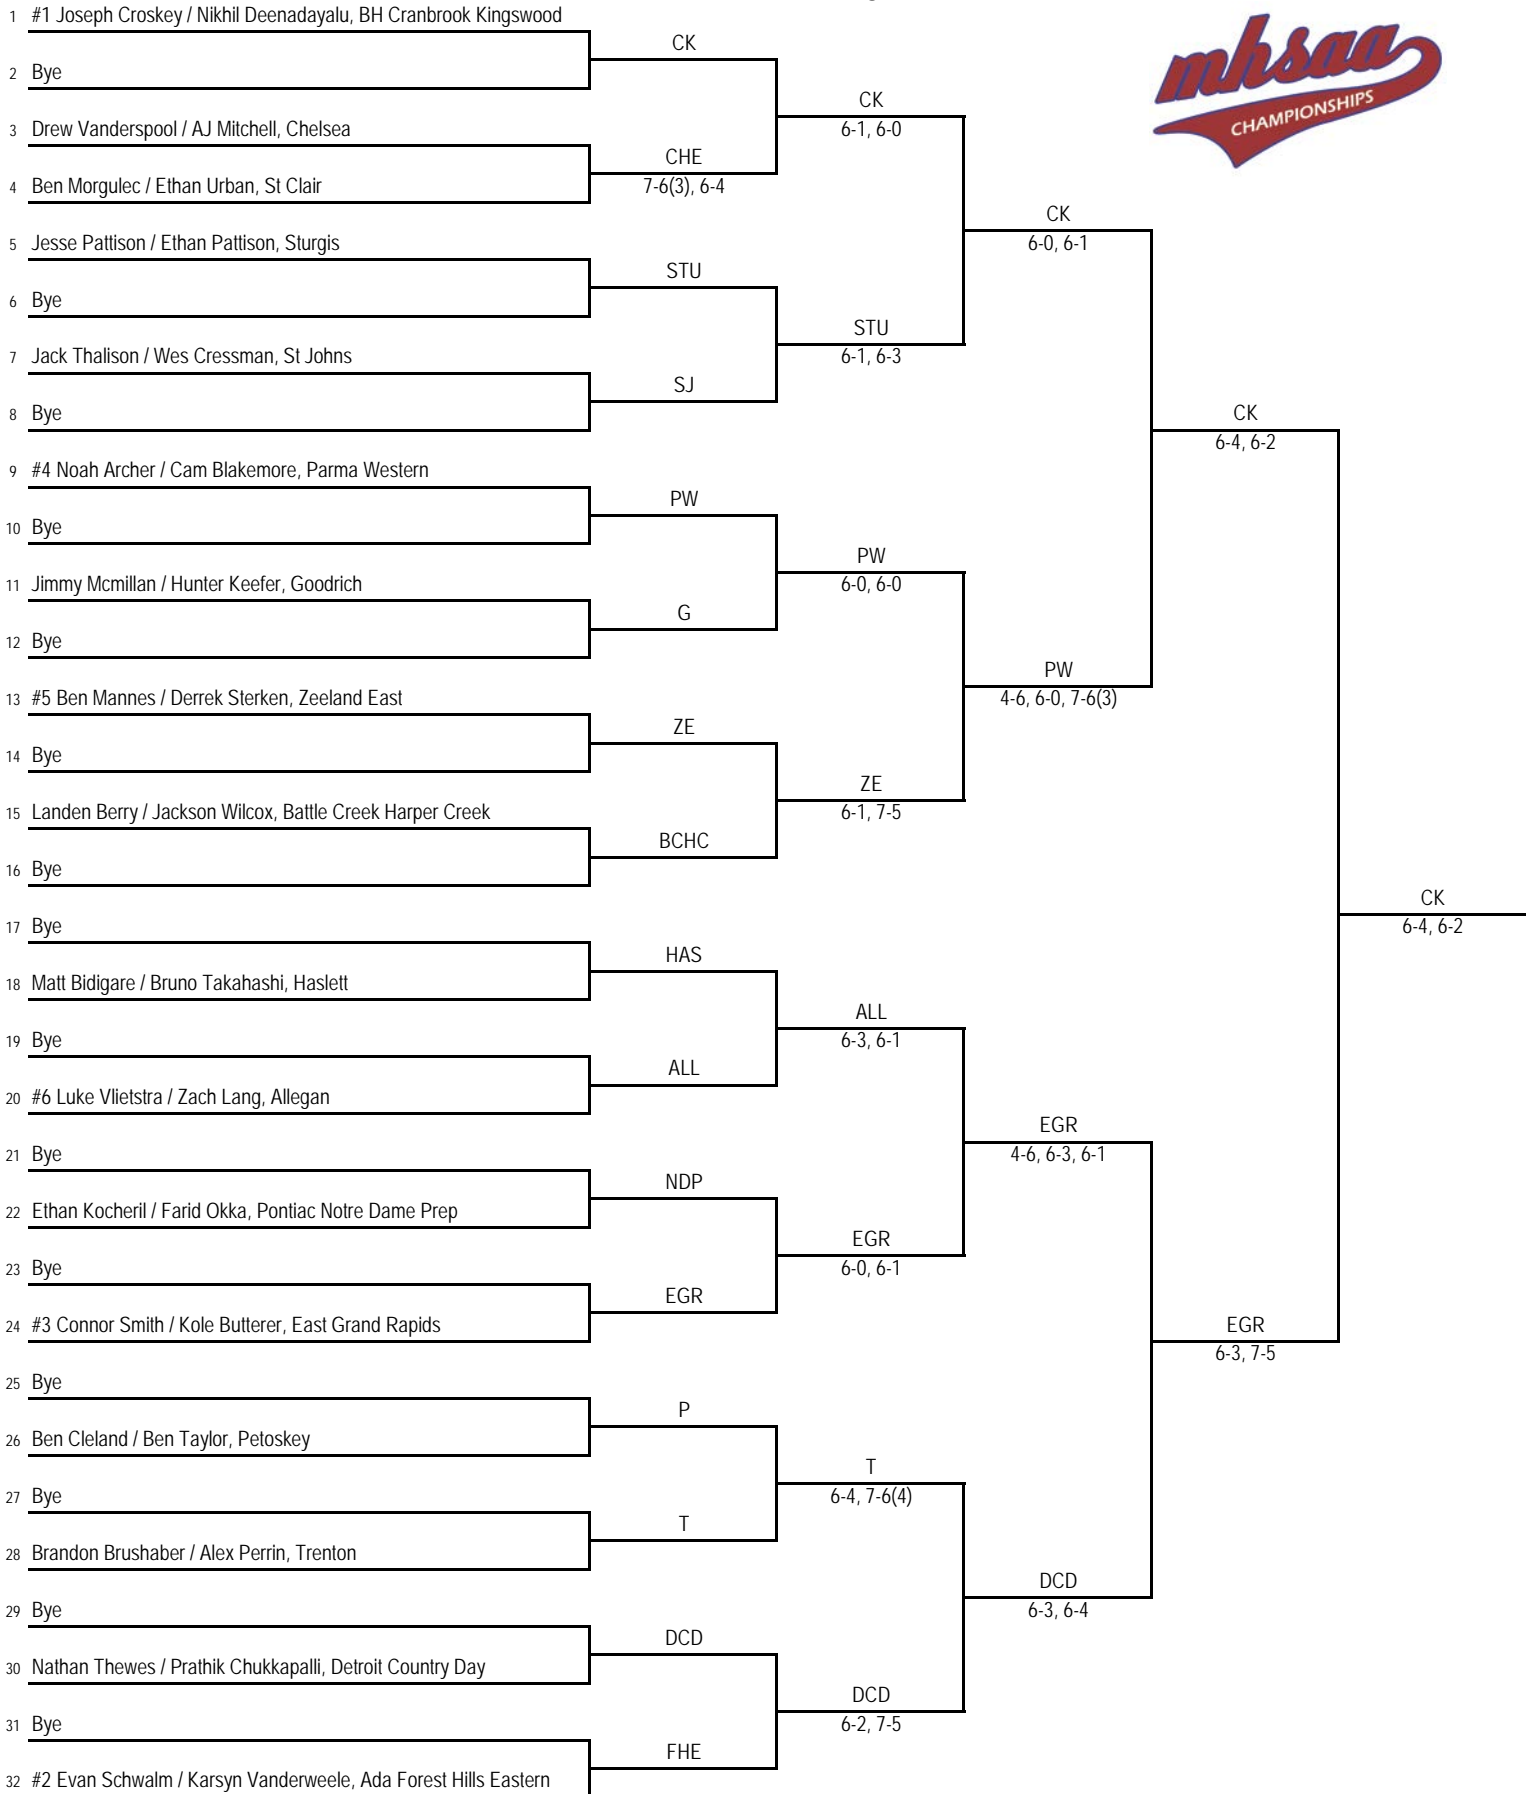 1 #1 Joseph Croskey / Nikhil Deenadayalu, BH Cranbrook Kingswood
mhsaa
CHAMPIONSHIPS
CK
2 Bye
CK
6-1, 6-0
3 Drew Vanderspool / AJ Mitchell, Chelsea
CHE
7-6(3), 6-4
4 Ben Morgulec / Ethan Urban, St Clair
CK
6-0, 6-1
5 Jesse Pattison / Ethan Pattison, Sturgis
STU
6 Bye
STU
6-1, 6-3
7 Jack Thalison / Wes Cressman, St Johns
SJ
8 Bye
CK
6-4, 6-2
9 #4 Noah Archer / Cam Blakemore, Parma Western
PW
10 Bye
PW
6-0, 6-0
11 Jimmy Mcmillan / Hunter Keefer, Goodrich
G
12 Bye
PW
4-6, 6-0, 7-6(3)
13 #5 Ben Mannes / Derrek Sterken, Zeeland East
ZE
14 Bye
ZE
6-1, 7-5
15 Landen Berry / Jackson Wilcox, Battle Creek Harper Creek
BCHC
16 Bye
CK
6-4, 6-2
17 Bye
HAS
18 Matt Bidigare / Bruno Takahashi, Haslett
ALL
6-3, 6-1
19 Bye
ALL
20 #6 Luke Vlietstra / Zach Lang, Allegan
EGR
4-6, 6-3, 6-1
21 Bye
NDP
22 Ethan Kocheril / Farid Okka, Pontiac Notre Dame Prep
EGR
6-0, 6-1
23 Bye
EGR
24 #3 Connor Smith / Kole Butterer, East Grand Rapids
EGR
6-3, 7-5
25 Bye
P
26 Ben Cleland / Ben Taylor, Petoskey
T
6-4, 7-6(4)
27 Bye
T
28 Brandon Brushaber / Alex Perrin, Trenton
DCD
6-3, 6-4
29 Bye
DCD
30 Nathan Thewes / Prathik Chukkapalli, Detroit Country Day
DCD
6-2, 7-5
31 Bye
FHE
32 #2 Evan Schwalm / Karsyn Vanderweele, Ada Forest Hills Eastern